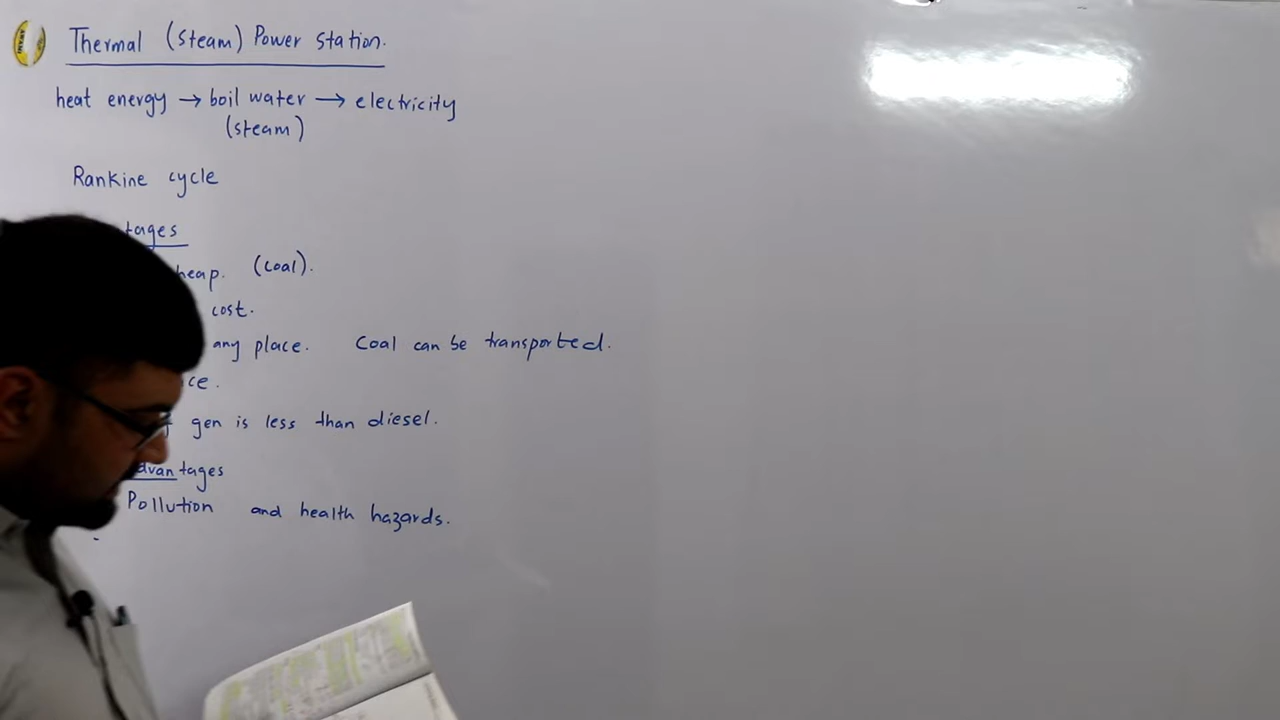 Thermal (Steam) Power Station.
heat energy → boil water → electricity
(steam)
Rankine cycle
tages
heap. (coal).
cost.
any place. Coal can be transported.
ce.
gen is less than diesel.
advantages
Pollution and health hazards.